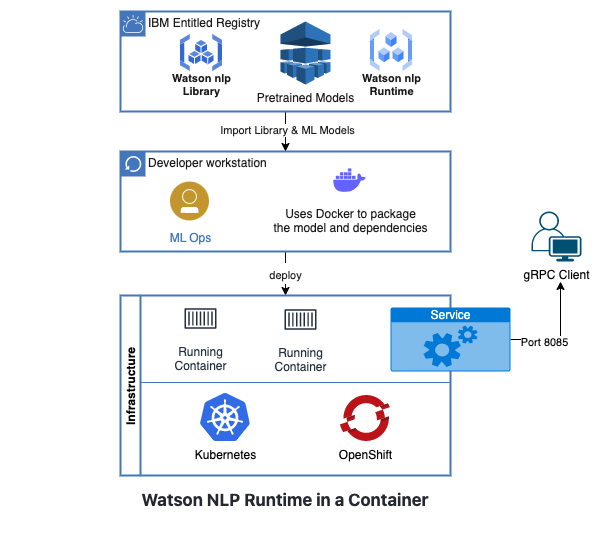 IBM Entitled Registry
Watson nlp
Library
Pretrained Models
Watson nlp
Runtime
Import Library & ML Models
Developer workstation
ML Ops
Uses Docker to package
the model and dependencies
deploy
gRPC Client
Infrastructure
Running
Container
Running
Container
Service
Port 8085
Kubernetes
OpenShift
Watson NLP Runtime in a Container